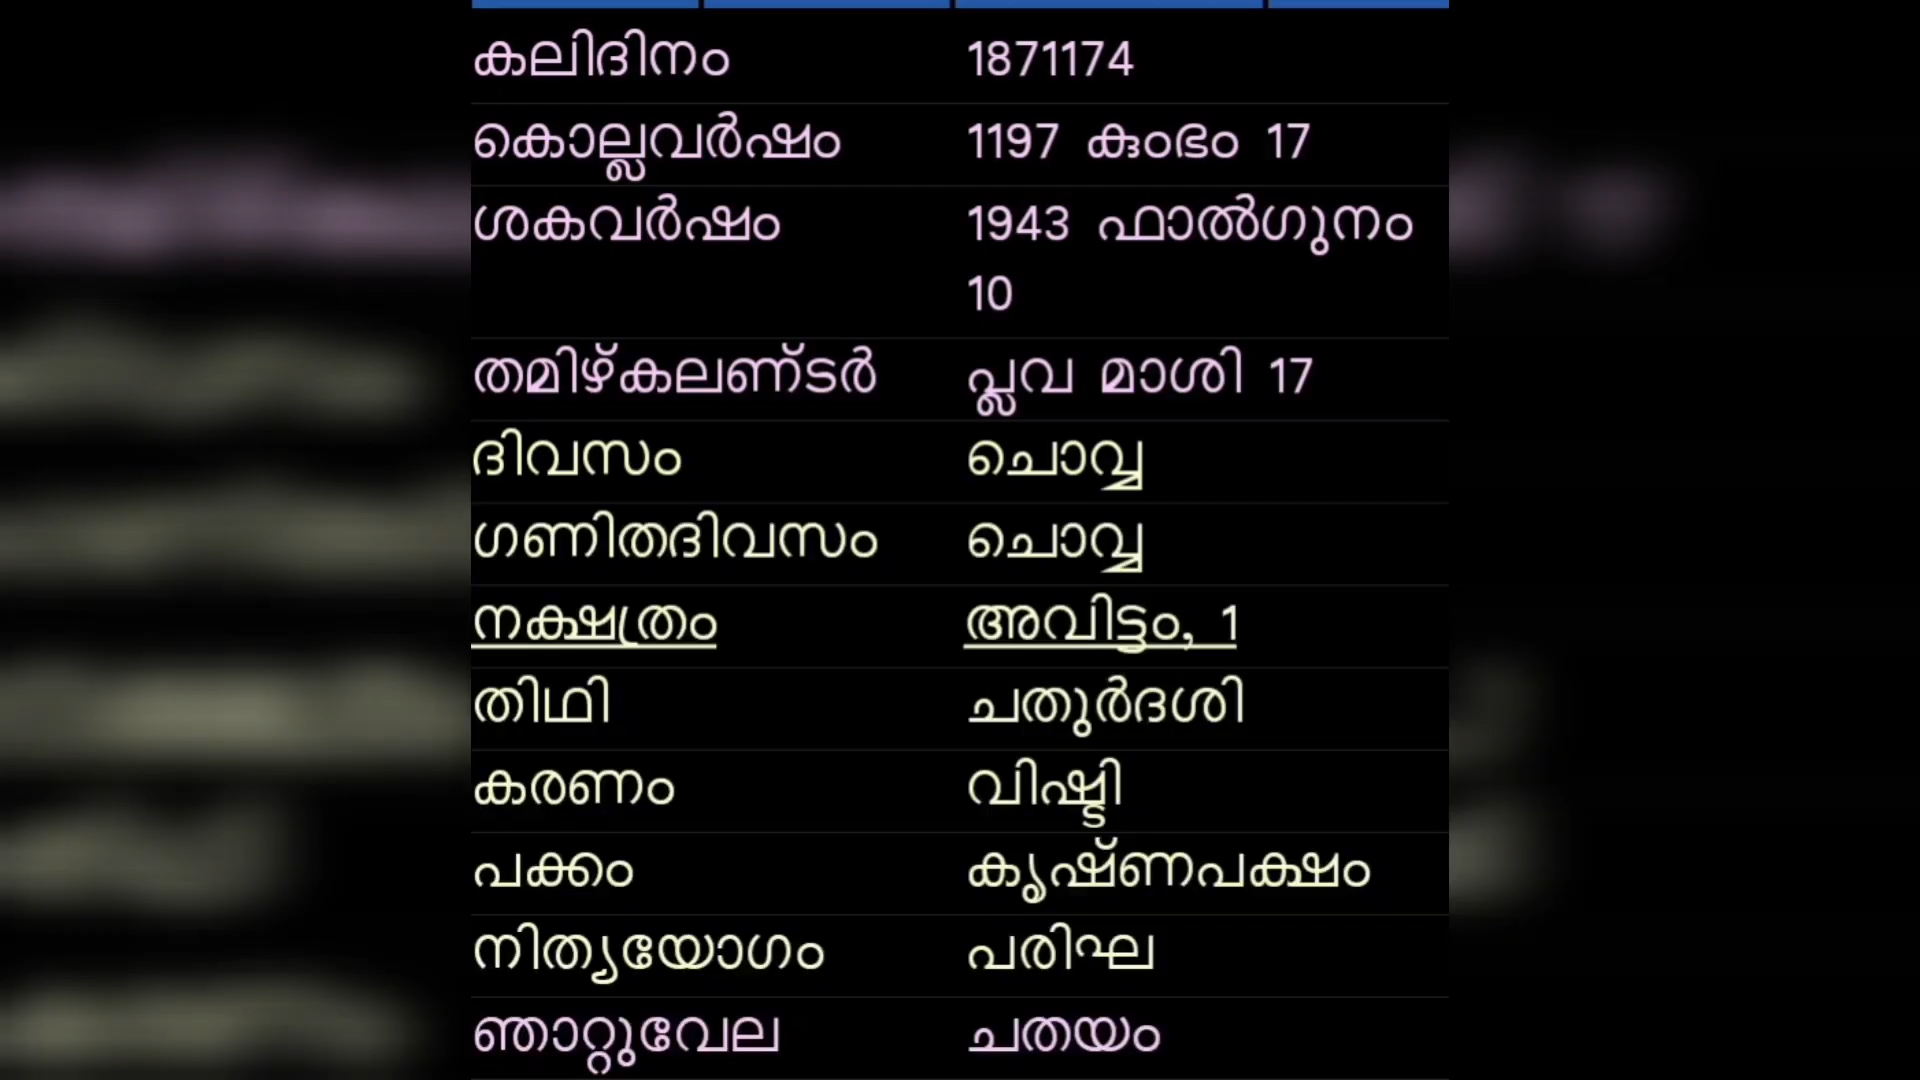 കലിദിനം 1871174
കൊല്ലവർഷം 1197 കുംഭം 17
ശകവർഷം 1943 ഫാൽഗുനം
10
തമിഴ്കലണ്ടർ പ്ലവ മാശി 17
ദിവസം ചൊവ്വ
ഗണിതദിവസം ചൊവ്വ
നക്ഷത്രം അവിട്ടം, 1
തിഥി ചതുർദശി
കരണം വിഷ്ടി
പക്കം കൃഷ്ണപക്ഷം
നിത്യയോഗം പരിഘ
ഞാറ്റുവേല ചതയം